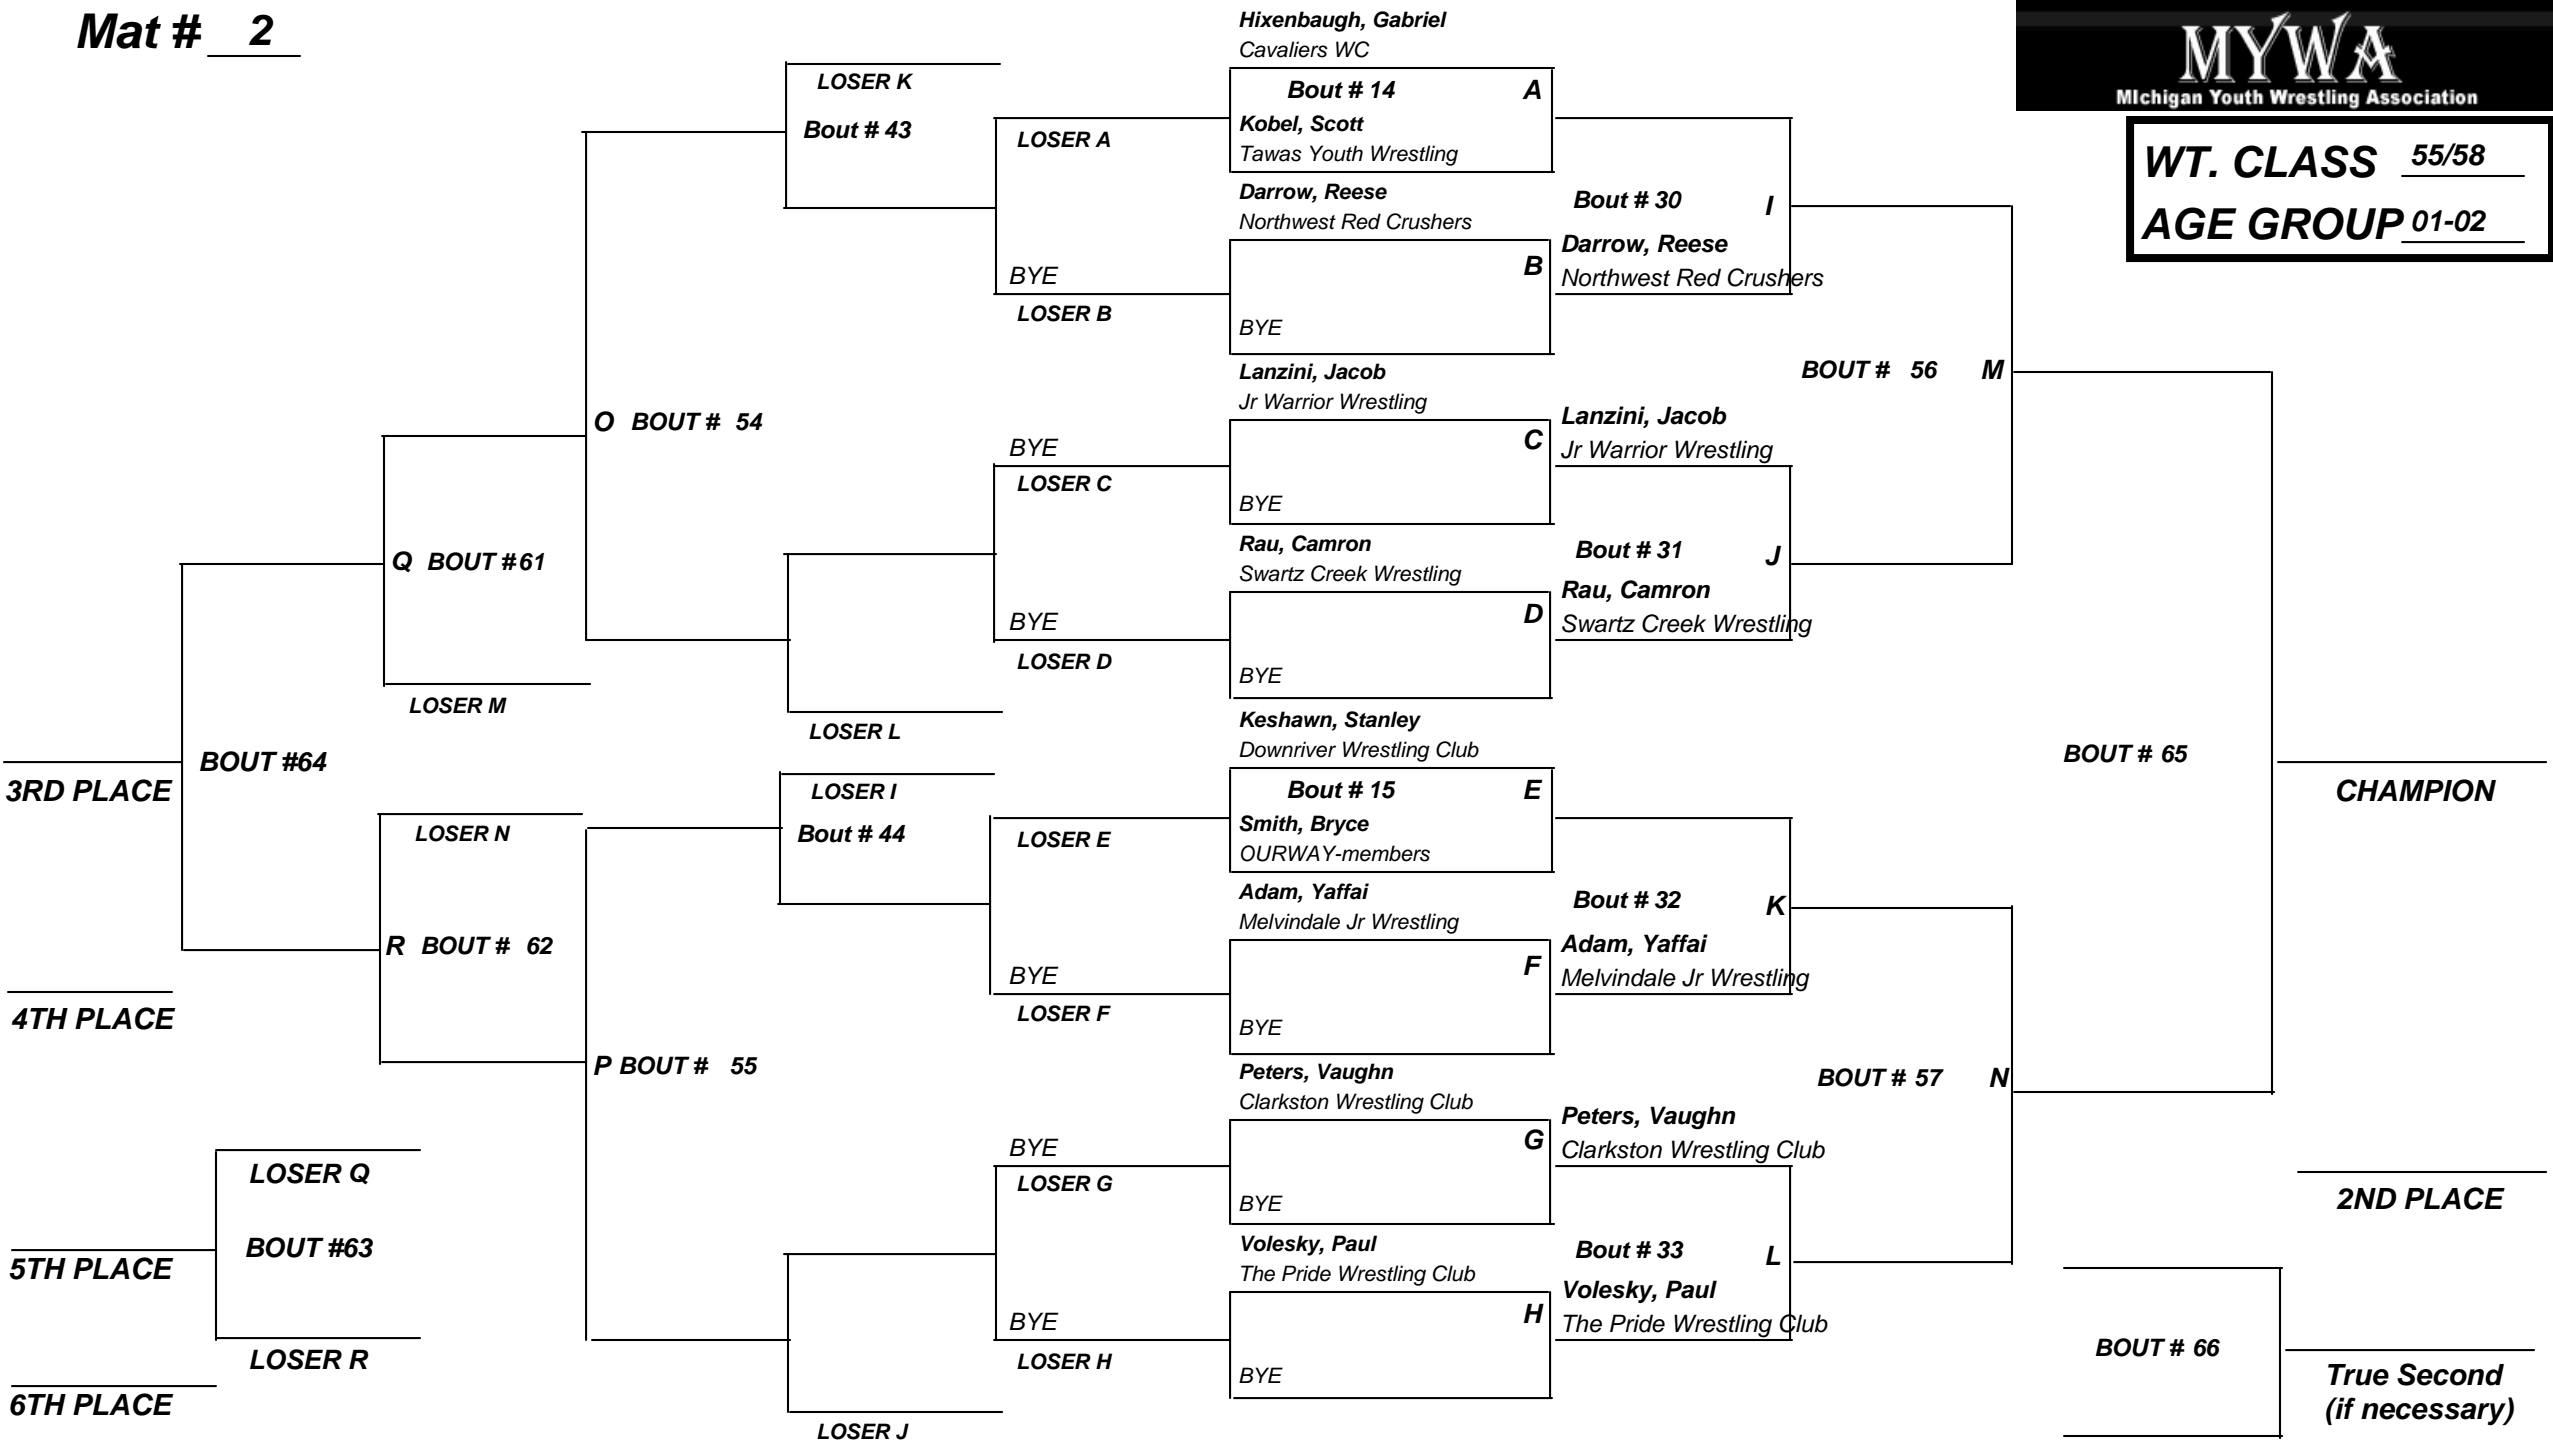 Mat # 2
MYWA
MIchigan Youth Wrestling Association
WT. CLASS 55/58
AGE GROUP 01-02
Hixenbaugh, Gabriel
Cavaliers WC
Bout # 14 A
Kobel, Scott
Tawas Youth Wrestling
Darrow, Reese
Northwest Red Crushers
B
BYE
Lanzini, Jacob
Jr Warrior Wrestling
C
BYE
Rau, Camron
Swartz Creek Wrestling
D
BYE
Keshawn, Stanley
Downriver Wrestling Club
Bout # 15 E
Smith, Bryce
OURWAY-members
Adam, Yaffai
Melvindale Jr Wrestling
F
BYE
Peters, Vaughn
Clarkston Wrestling Club
G
BYE
Volesky, Paul
The Pride Wrestling Club
H
BYE
Bout # 30 I
Darrow, Reese
Northwest Red Crushers
Lanzini, Jacob
Jr Warrior Wrestling
Bout # 31 J
Rau, Camron
Swartz Creek Wrestling
Bout # 32 K
Adam, Yaffai
Melvindale Jr Wrestling
Peters, Vaughn
Clarkston Wrestling Club
Bout # 33 L
Volesky, Paul
The Pride Wrestling Club
BOUT # 56 M
BOUT # 57 N
BOUT # 65
CHAMPION
2ND PLACE
BOUT # 66
True Second
(if necessary)
LOSER A
BYE
LOSER B
BYE
LOSER C
BYE
LOSER D
LOSER E
BYE
LOSER F
BYE
LOSER G
BYE
LOSER H
LOSER K
Bout # 43
LOSER L
LOSER I
Bout # 44
LOSER J
O BOUT # 54
P BOUT # 55
Q BOUT #61
LOSER M
LOSER N
R BOUT # 62
BOUT #64
3RD PLACE
4TH PLACE
LOSER Q
BOUT #63
5TH PLACE
LOSER R
6TH PLACE